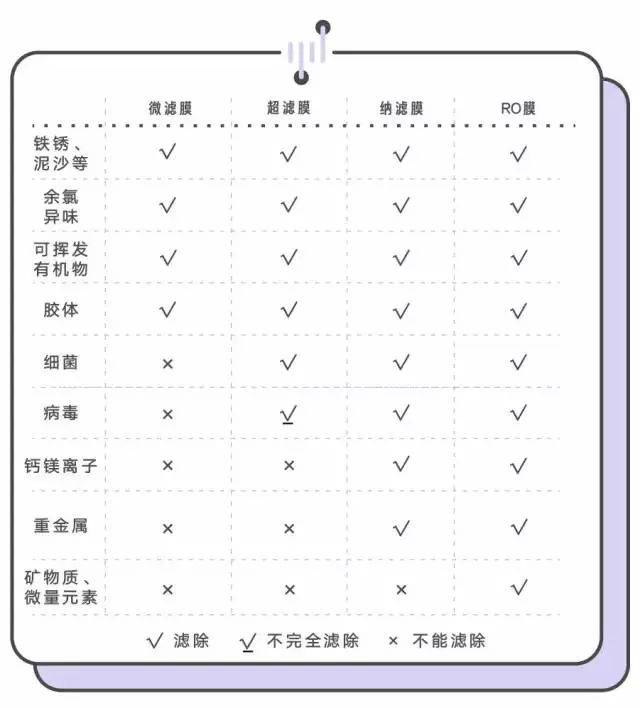 微滤膜 超滤膜 纳滤膜 RO膜
铁锈、
泥沙等 √ √ √ √
余氯
异味 √ √ √ √
可挥发
有机物 √ √ √ √
胶体 √ √ √ √
细菌 × √ √ √
病毒 × √ √ √
钙镁离子 × × √ √
重金属 × × √ √
矿物质、
微量元素 × × × √
√ 滤除 √ 不完全滤除 × 不能滤除